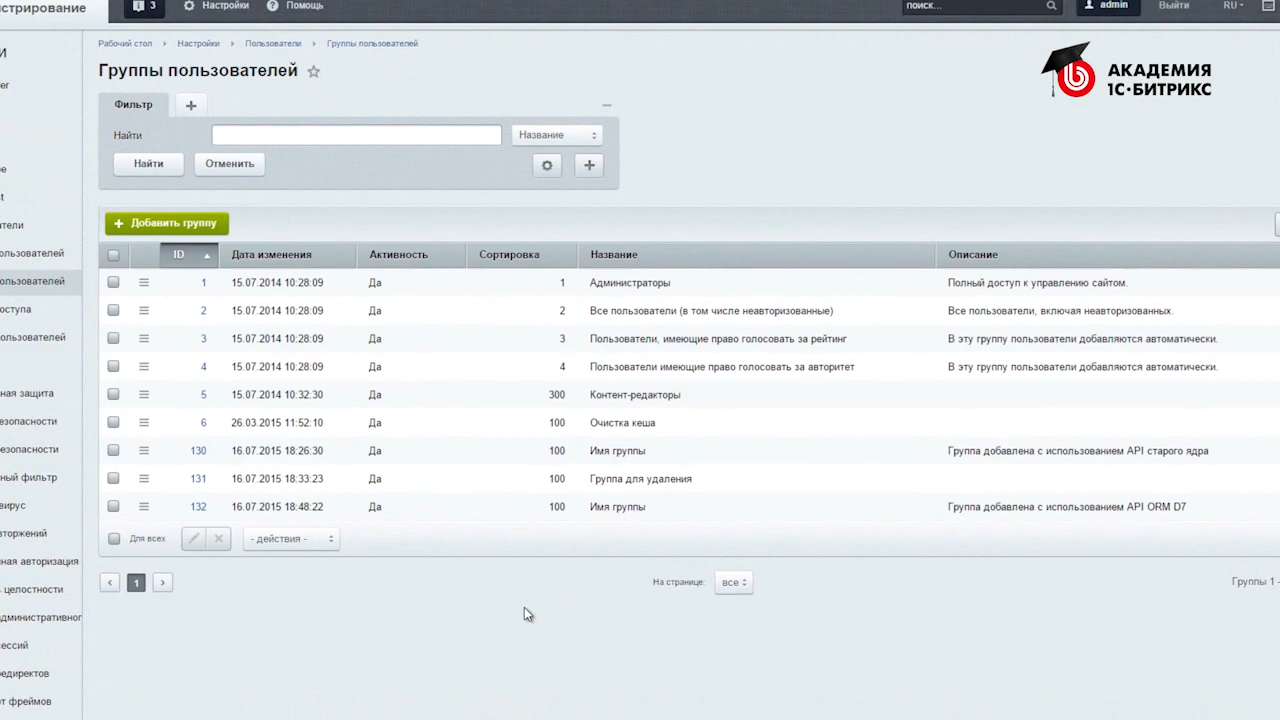 стрирование
3
Настройки
Помощь
поиск...
admin
Выйти
RU
Рабочий стол
Настройки
Пользователи
Группы пользователей
Группы пользователей
АКАДЕМИЯ
1С·БИТРИКС
Фильтр
Найти
Название
Найти
Отменить
Добавить группу
ID Дата изменения Активность Сортировка Название Описание
1 15.07.2014 10:28:09 Да 1 Администраторы Полный доступ к управлению сайтом.
2 15.07.2014 10:28:09 Да 2 Все пользователи (в том числе неавторизованные) Все пользователи, включая неавторизованных.
3 15.07.2014 10:28:09 Да 3 Пользователи, имеющие право голосовать за рейтинг В эту группу пользователи добавляются автоматически.
4 15.07.2014 10:28:09 Да 4 Пользователи имеющие право голосовать за авторитет В эту группу пользователи добавляются автоматически.
5 15.07.2014 10:32:30 Да 300 Контент-редакторы
6 26.03.2015 11:52:10 Да 100 Очистка кеша
130 16.07.2015 18:26:30 Да 100 Имя группы Группа добавлена с использованием API старого ядра
131 16.07.2015 18:33:23 Да 100 Группа для удаления
132 16.07.2015 18:48:22 Да 100 Имя группы Группа добавлена с использованием API ORM D7
Для всех
- действия -
1
На странице: все
Группы 1 -
и
er
е
t
атели
ользователей
ользователей
оступа
ользователей
ная защита
езопасности
езопасности
ный фильтр
вирус
вторжений
ная авторизация
ь целостности
дминистративног
ессий
едиректов
т фреймов